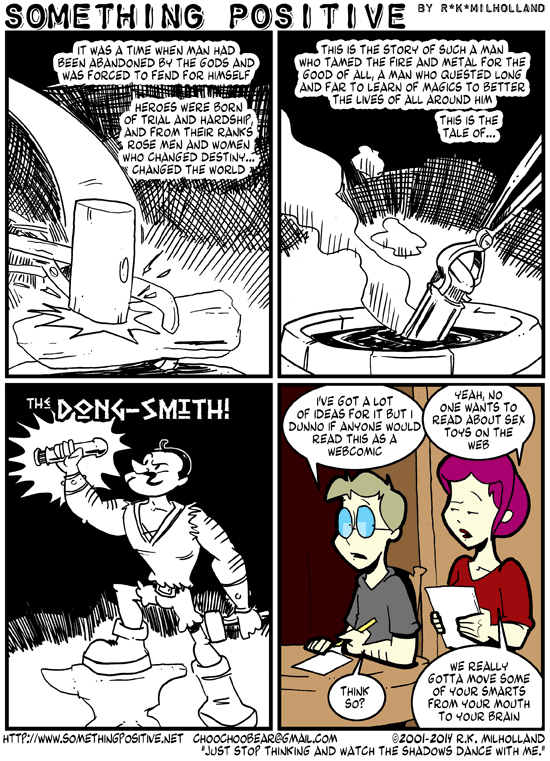 SOMETHING POSITIVE BY R*K*MILHOLLAND
IT WAS A TIME WHEN MAN HAD
BEEN ABANDONED BY THE GODS AND
WAS FORCED TO FEND FOR HIMSELF
HEROES WERE BORN
OF TRIAL AND HARDSHIP,
AND FROM THEIR RANKS
ROSE MEN AND WOMEN
WHO CHANGED DESTINY...
CHANGED THE WORLD
THIS IS THE STORY OF SUCH A MAN
WHO TAMED THE FIRE AND METAL FOR THE
GOOD OF ALL, A MAN WHO QUESTED LONG
AND FAR TO LEARN OF MAGICS TO BETTER
THE LIVES OF ALL AROUND HIM
THIS IS THE
TALE OF...
THE DONG-SMITH!
I'VE GOT A LOT
OF IDEAS FOR IT BUT I
DUNNO IF ANYONE WOULD
READ THIS AS A
WEBCOMIC
YEAH, NO
ONE WANTS TO
READ ABOUT SEX
TOYS ON THE
WEB
THINK
SO?
WE REALLY
GOTTA MOVE SOME
OF YOUR SMARTS
FROM YOUR MOUTH
TO YOUR BRAIN
HTTP://WWW.SOMETHINGPOSITIVE.NET CHOOCHOOBEAR@GMAIL.COM ©2001-2014 R.K. MILHOLLAND
"JUST STOP THINKING AND WATCH THE SHADOWS DANCE WITH ME."